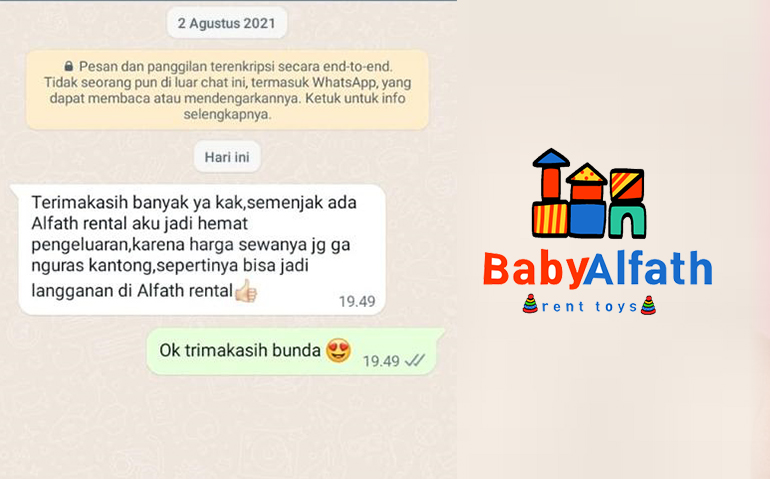 2 Agustus 2021
Pesan dan panggilan terenkripsi secara end-to-end.
Tidak seorang pun di luar chat ini, termasuk WhatsApp, yang
dapat membaca atau mendengarkannya. Ketuk untuk info
selengkapnya.
Hari ini
Terimakasih banyak ya kak,semenjak ada
Alfath rental aku jadi hemat
pengeluaran,karena harga sewanya jg ga
nguras kantong,sepertinya bisa jadi
langganan di Alfath rental👍🏻
19.49
Ok trimakasih bunda 😍
19.49
BabyAlfath
rent toys